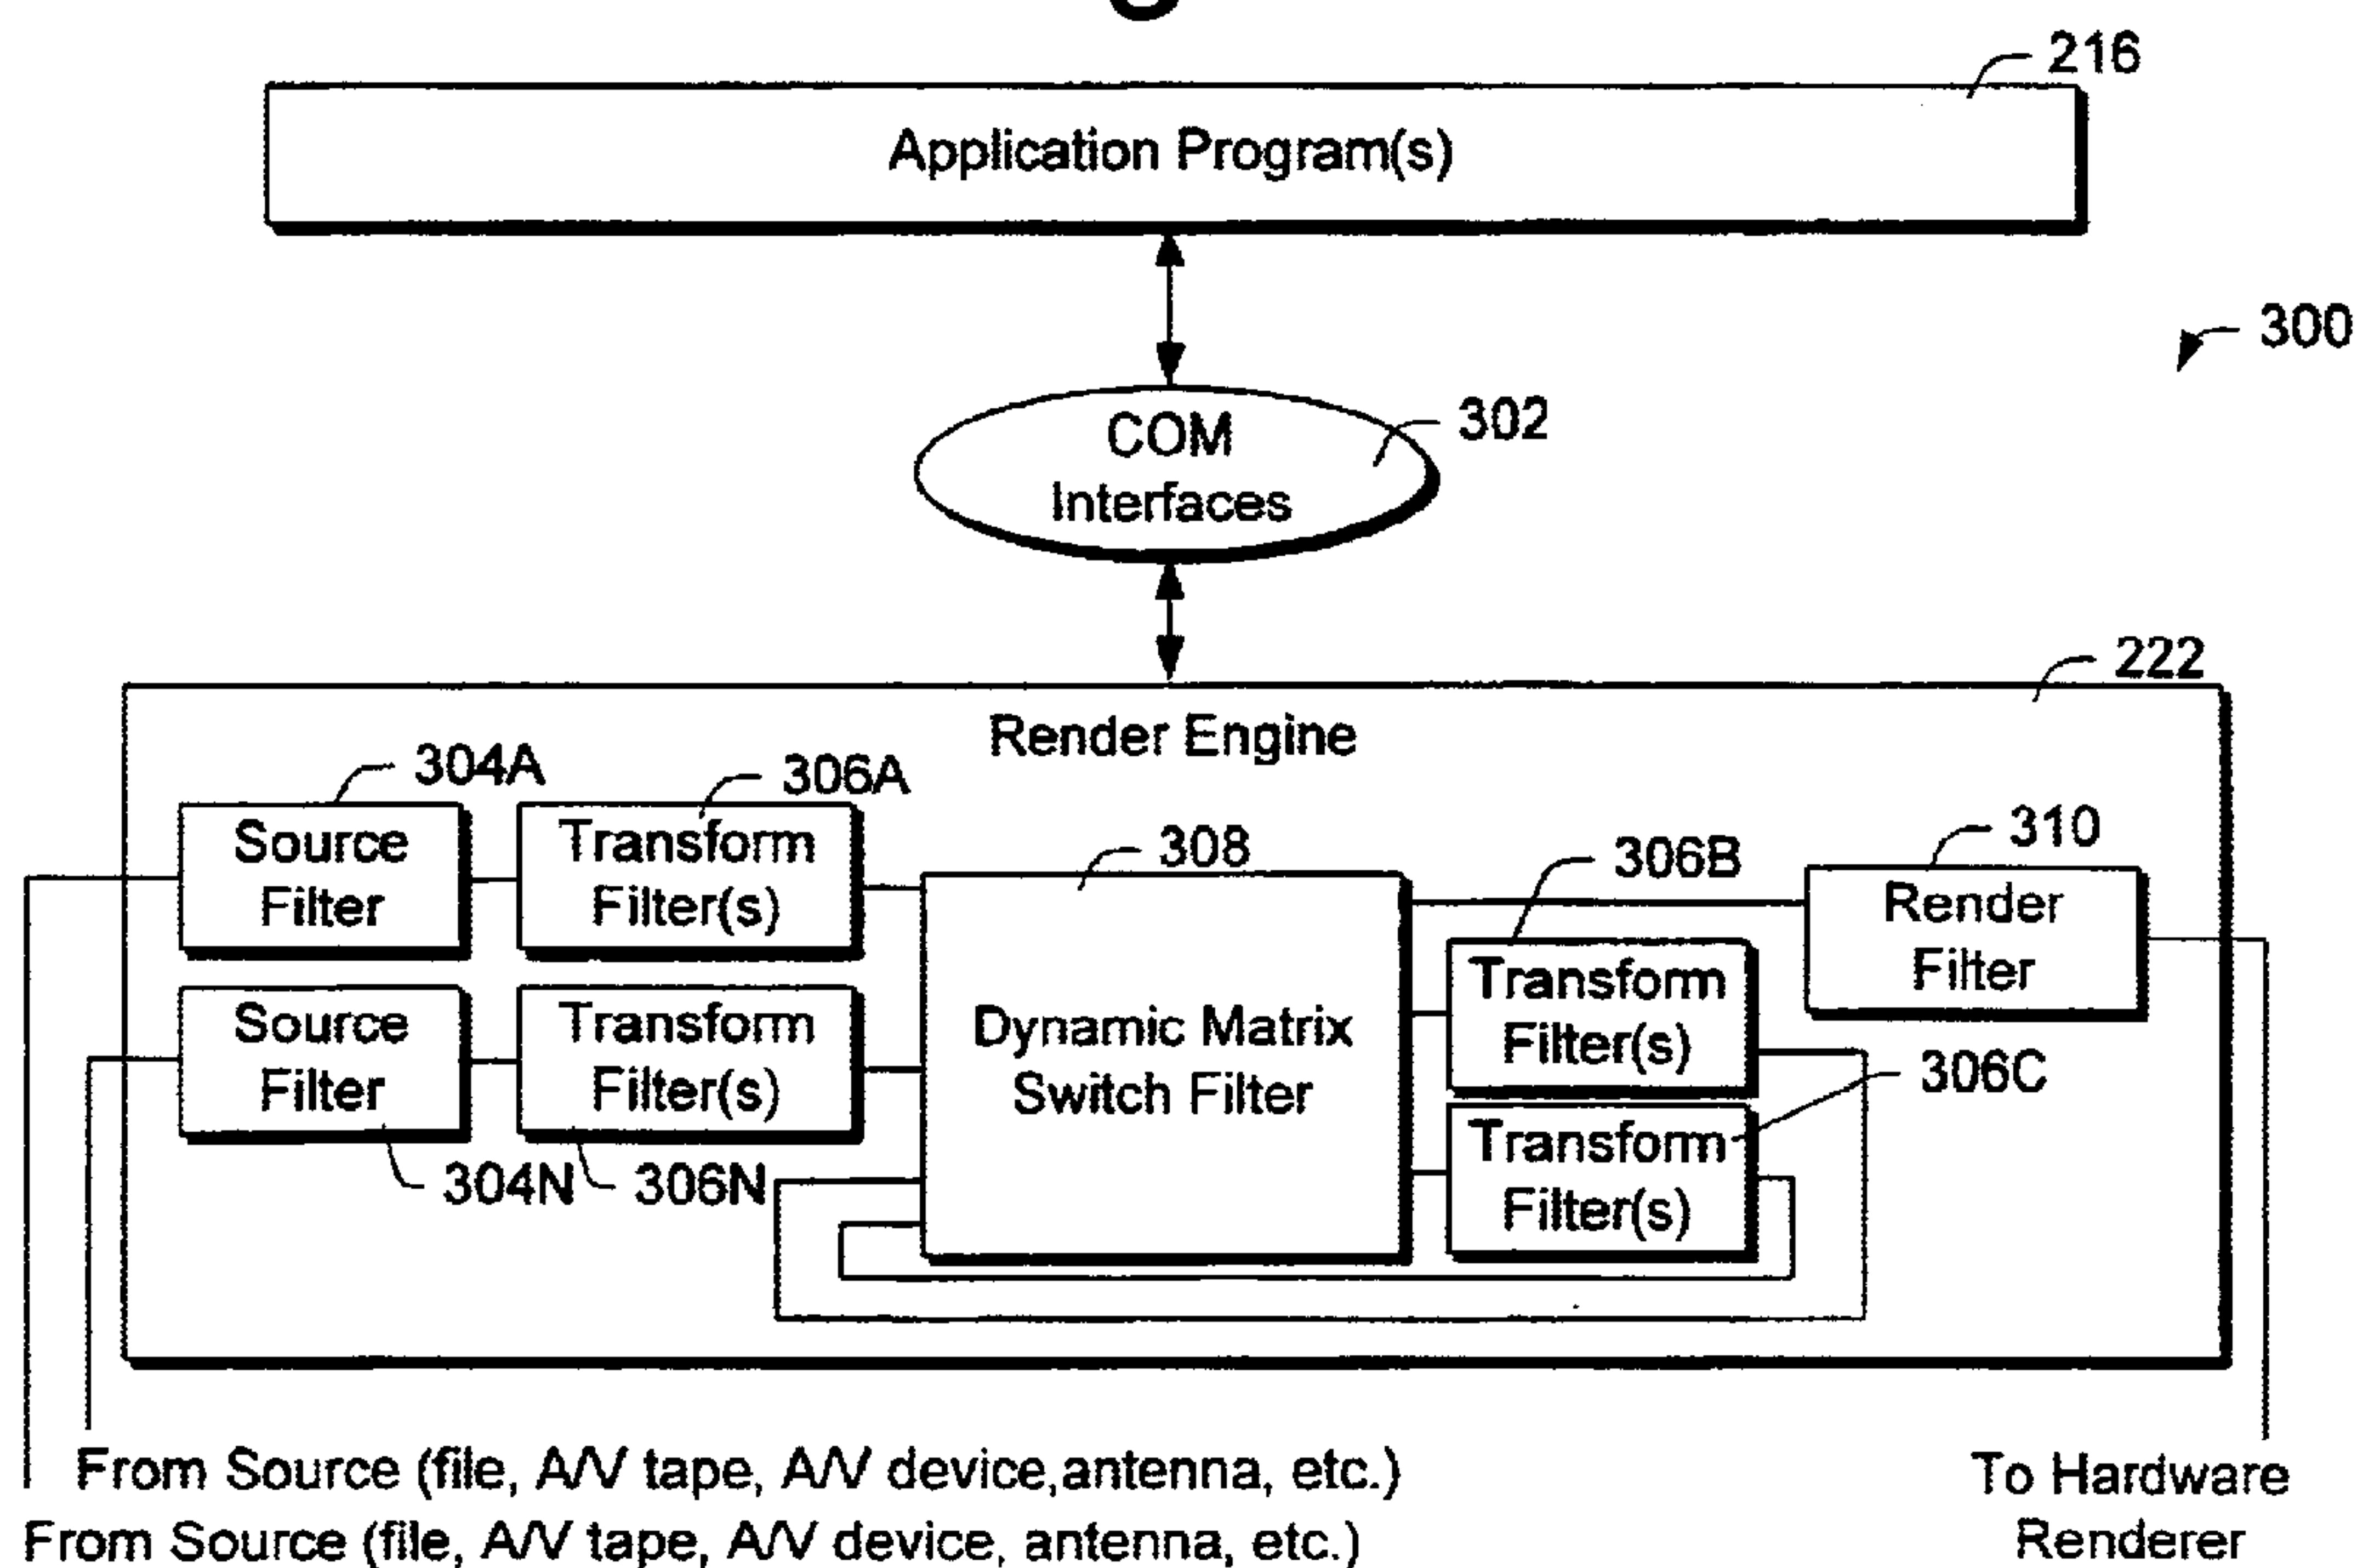 216
Application Program(s)
300
COM
Interfaces
302
222
Render Engine
304A
306A
Source
Filter
Transform
Filter(s)
308
306B
310
Render
Filter
Source
Filter
Transform
Filter(s)
Dynamic Matrix
Switch Filter
Transform
Filter(s)
306C
304N
306N
Transform
Filter(s)
From Source (file, A/V tape, A/V device,antenna, etc.)
From Source (file, A/V tape, A/V device, antenna, etc.)
To Hardware
Renderer